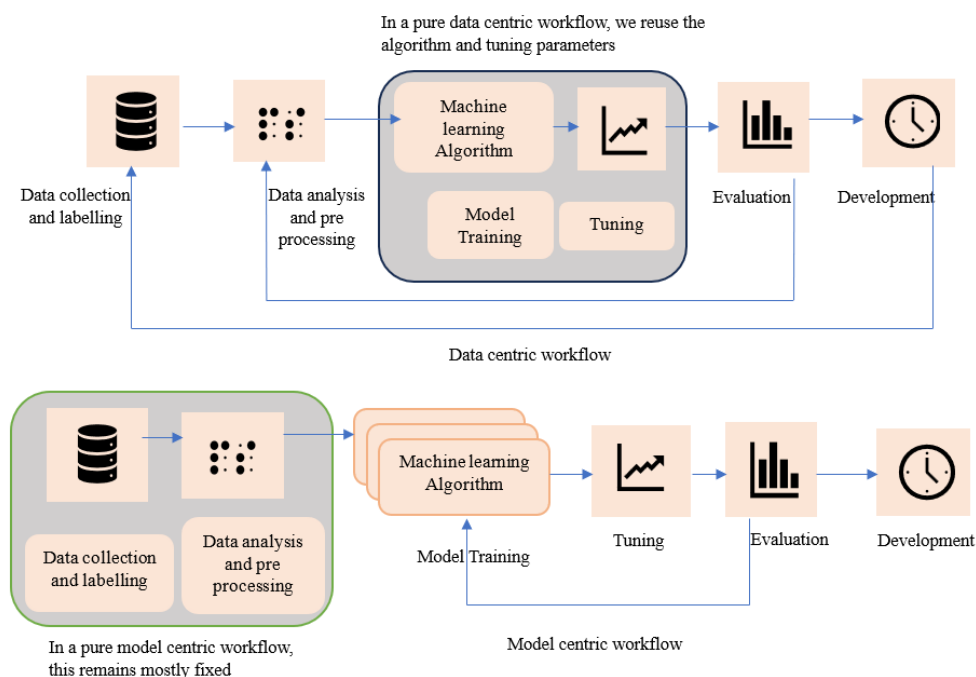 In a pure data centric workflow, we reuse the
algorithm and tuning parameters
Machine
learning
Algorithm
Data collection
and labelling
Data analysis
and pre
processing
Model
Training
Tuning
Evaluation
Development
Data centric workflow
Machine learning
Algorithm
Data collection
and labelling
Data analysis
and pre
processing
Model Training
Tuning
Evaluation
Development
In a pure model centric workflow,
this remains mostly fixed
Model centric workflow